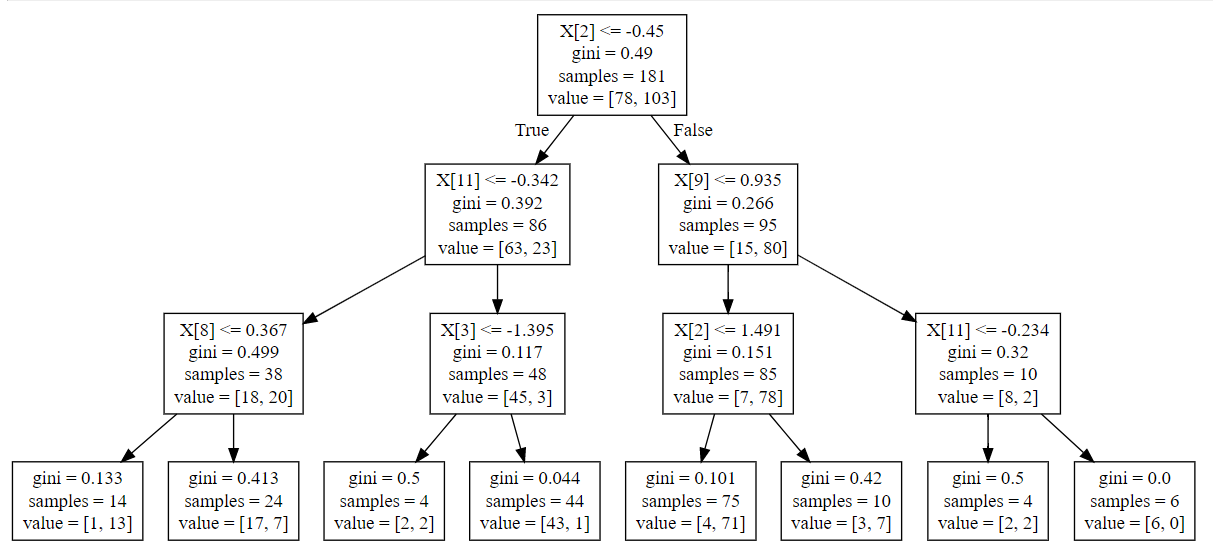 X[2] <= -0.45
gini = 0.49
samples = 181
value = [78, 103]
True
False
X[11] <= -0.342
gini = 0.392
samples = 86
value = [63, 23]
X[9] <= 0.935
gini = 0.266
samples = 95
value = [15, 80]
X[8] <= 0.367
gini = 0.499
samples = 38
value = [18, 20]
X[3] <= -1.395
gini = 0.117
samples = 48
value = [45, 3]
X[2] <= 1.491
gini = 0.151
samples = 85
value = [7, 78]
X[11] <= -0.234
gini = 0.32
samples = 10
value = [8, 2]
gini = 0.133
samples = 14
value = [1, 13]
gini = 0.413
samples = 24
value = [17, 7]
gini = 0.5
samples = 4
value = [2, 2]
gini = 0.044
samples = 44
value = [43, 1]
gini = 0.101
samples = 75
value = [4, 71]
gini = 0.42
samples = 10
value = [3, 7]
gini = 0.5
samples = 4
value = [2, 2]
gini = 0.0
samples = 6
value = [6, 0]